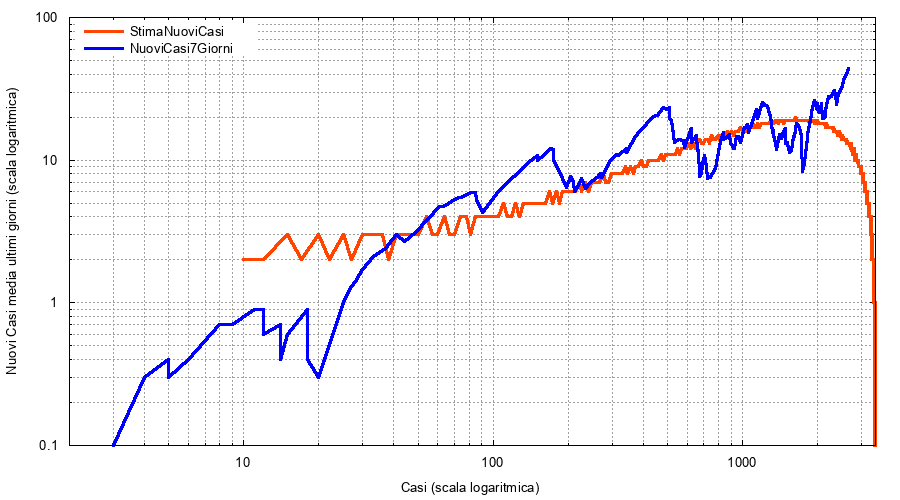 StimaNuoviCasi
NuoviCasi7Giorni
Nuovi Casi media ultimi giorni (scala logaritmica)
100
10
1
0.1
10
100
1000
Casi (scala logaritmica)